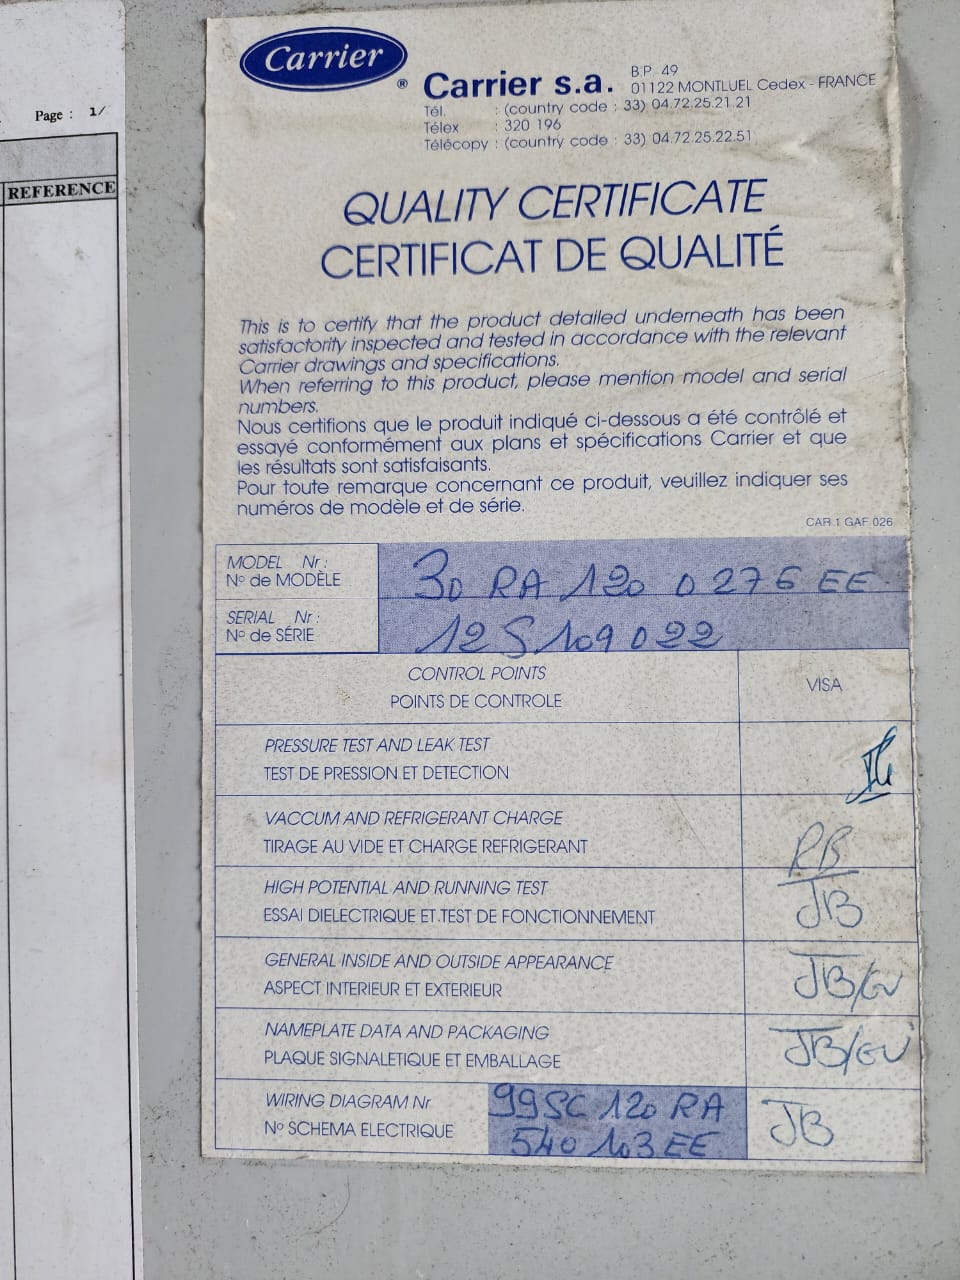 Page : 1/
REFERENCE
Carrier
®
Carrier s.a.
B.P. 49
01122 MONTLUEL Cedex - FRANCE
Tél. : (country code : 33) 04.72.25.21.21
Télex : 320 196
Télécopy : (country code : 33) 04.72.25.22.51
QUALITY CERTIFICATE
CERTIFICAT DE QUALITÉ
This is to certify that the product detailed underneath has been
satisfactorily inspected and tested in accordance with the relevant
Carrier drawings and specifications.
When referring to this product, please mention model and serial
numbers.
Nous certifions que le produit indiqué ci-dessous a été contrôlé et
essayé conformément aux plans et spécifications Carrier et que
les résultats sont satisfaisants.
Pour toute remarque concernant ce produit, veuillez indiquer ses
numéros de modèle et de série.
CAR 1 GAF 026
MODEL Nr :
Nº de MODÈLE
30 RA 120 0276 EE
SERIAL Nr :
Nº de SÉRIE
12 S 109 022
CONTROL POINTS
POINTS DE CONTROLE
VISA
PRESSURE TEST AND LEAK TEST
TEST DE PRESSION ET DETECTION
VACCUM AND REFRIGERANT CHARGE
TIRAGE AU VIDE ET CHARGE REFRIGERANT
RB
HIGH POTENTIAL AND RUNNING TEST
ESSAI DIELECTRIQUE ET TEST DE FONCTIONNEMENT
JB
GENERAL INSIDE AND OUTSIDE APPEARANCE
ASPECT INTERIEUR ET EXTERIEUR
JB/GV
NAMEPLATE DATA AND PACKAGING
PLAQUE SIGNALETIQUE ET EMBALLAGE
JB/GV
WIRING DIAGRAM Nr
Nº SCHEMA ELECTRIQUE
99SC 120 RA
540 103 EE
JB